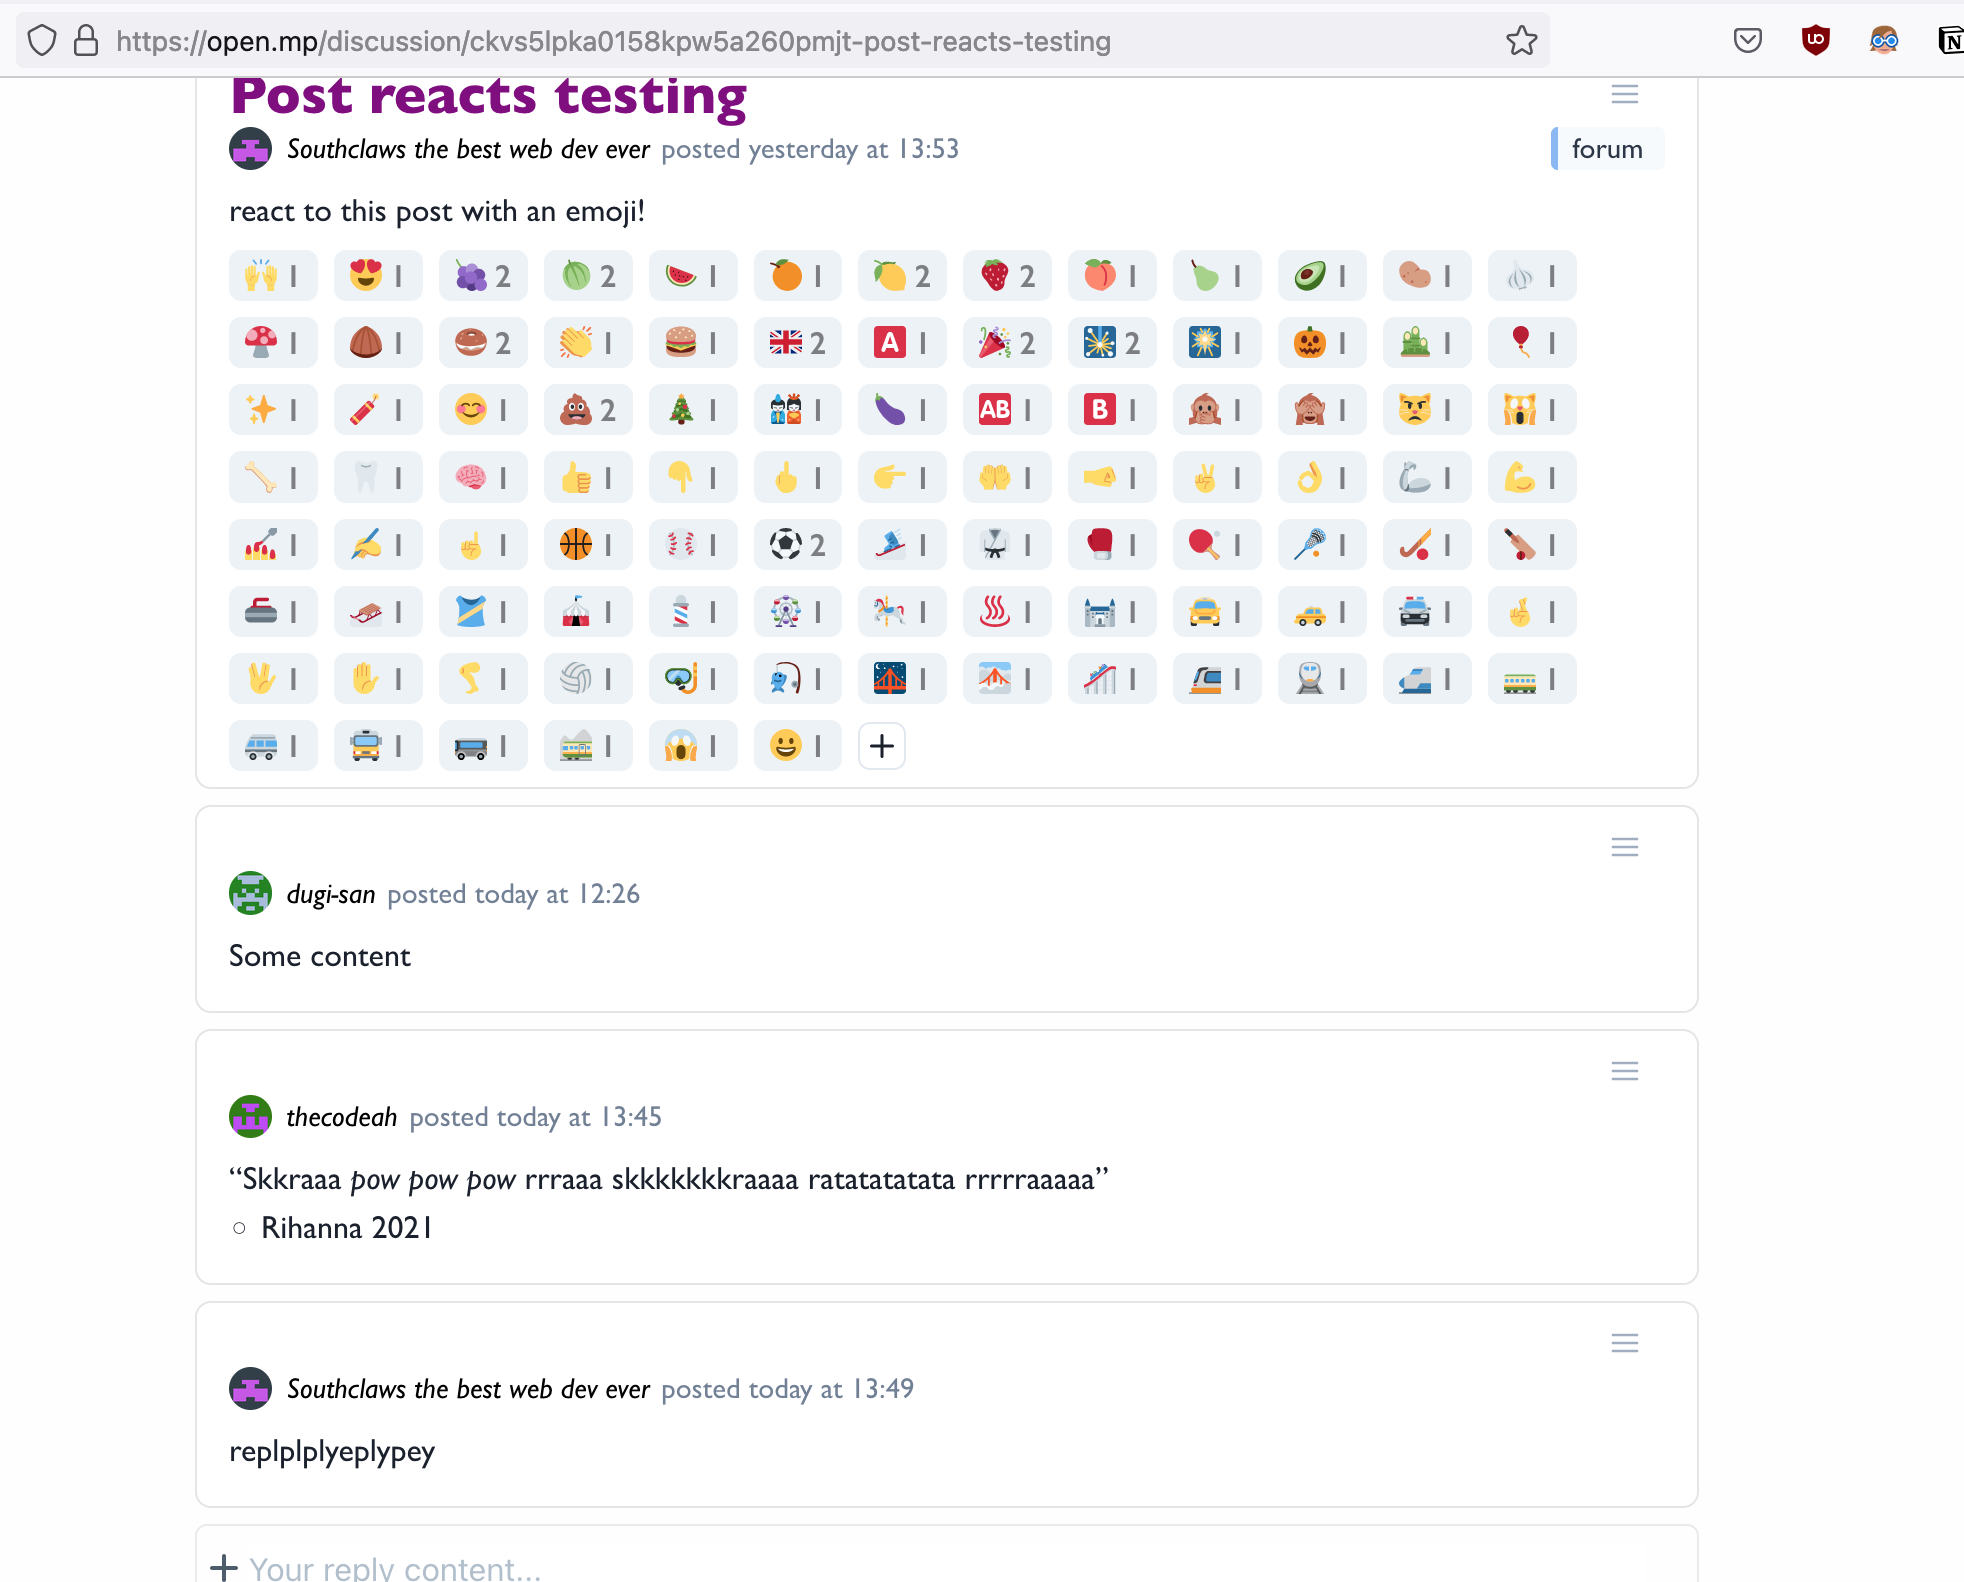 https://open.mp/discussion/ckvs5lpka0158kpw5a260pmjt-post-reacts-testing
Post reacts testing
Southclaws the best web dev ever posted yesterday at 13:53
forum
react to this post with an emoji!
1 1 2 2 1 1 2 2 1 1 1 1 1
1 1 2 1 1 2 A 1 2 2 1 1 1 1
1 1 1 2 1 1 1 AB 1 B 1 1 1 1 1
1 1 1 1 1 1 1 1 1 1 1 1 1
1 1 1 1 1 2 1 1 1 1 1 1 1
1 1 1 1 1 1 1 1 1 1 1 1 1
1 1 1 1 1 1 1 1 1 1 1 1 1
1 1 1 1 1 1 +
dugi-san posted today at 12:26
Some content
thecodeah posted today at 13:45
“Skkraaa pow pow pow rrraaa skkkkkkkraaaa ratatatatata rrrrraaaaa”
○ Rihanna 2021
Southclaws the best web dev ever posted today at 13:49
replplplyeplypey
+ Your reply content...